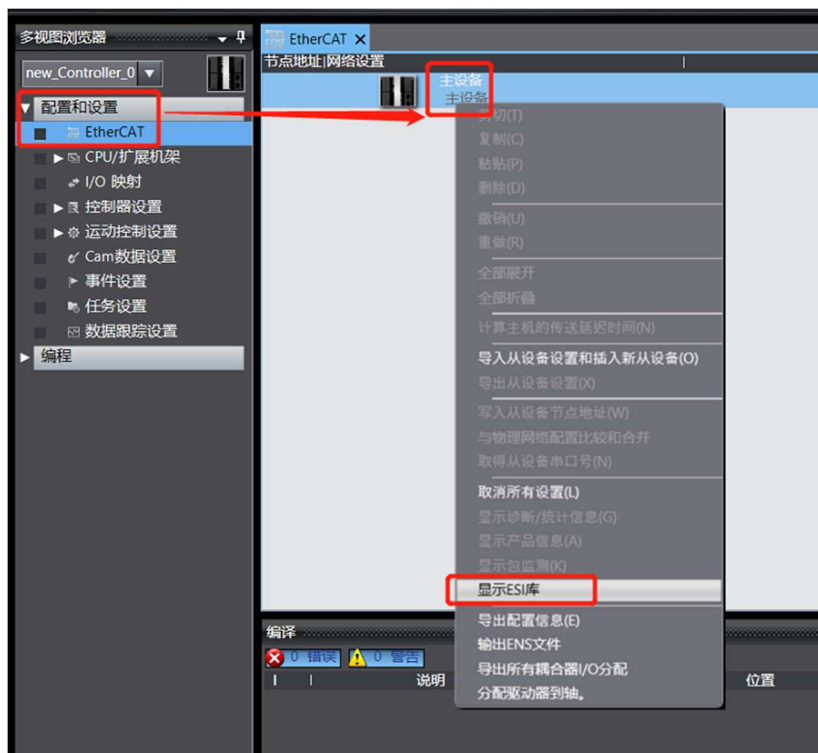 多视图浏览器
new_Controller_0
配置和设置
EtherCAT
CPU/扩展机架
I/O 映射
控制器设置
运动控制设置
Cam数据设置
事件设置
任务设置
数据跟踪设置
编程
EtherCAT
节点地址|网络设置
主设备
主设备
剪切(T)
复制(C)
粘贴(P)
删除(D)
撤销(U)
重做(R)
全部展开
全部折叠
计算主机的传送延迟时间(N)
导入从设备设置和插入新从设备(O)
导出从设备设置(X)
写入从设备节点地址(W)
与物理网络配置比较和合并
取得从设备串口号(N)
取消所有设置(L)
显示诊断/统计信息(G)
显示产品信息(A)
显示包监测(K)
显示ESI库
导出配置信息(E)
输出ENS文件
导出所有耦合器I/O分配
分配驱动器到轴。
编译
0 错误 0 警告
说明 位置